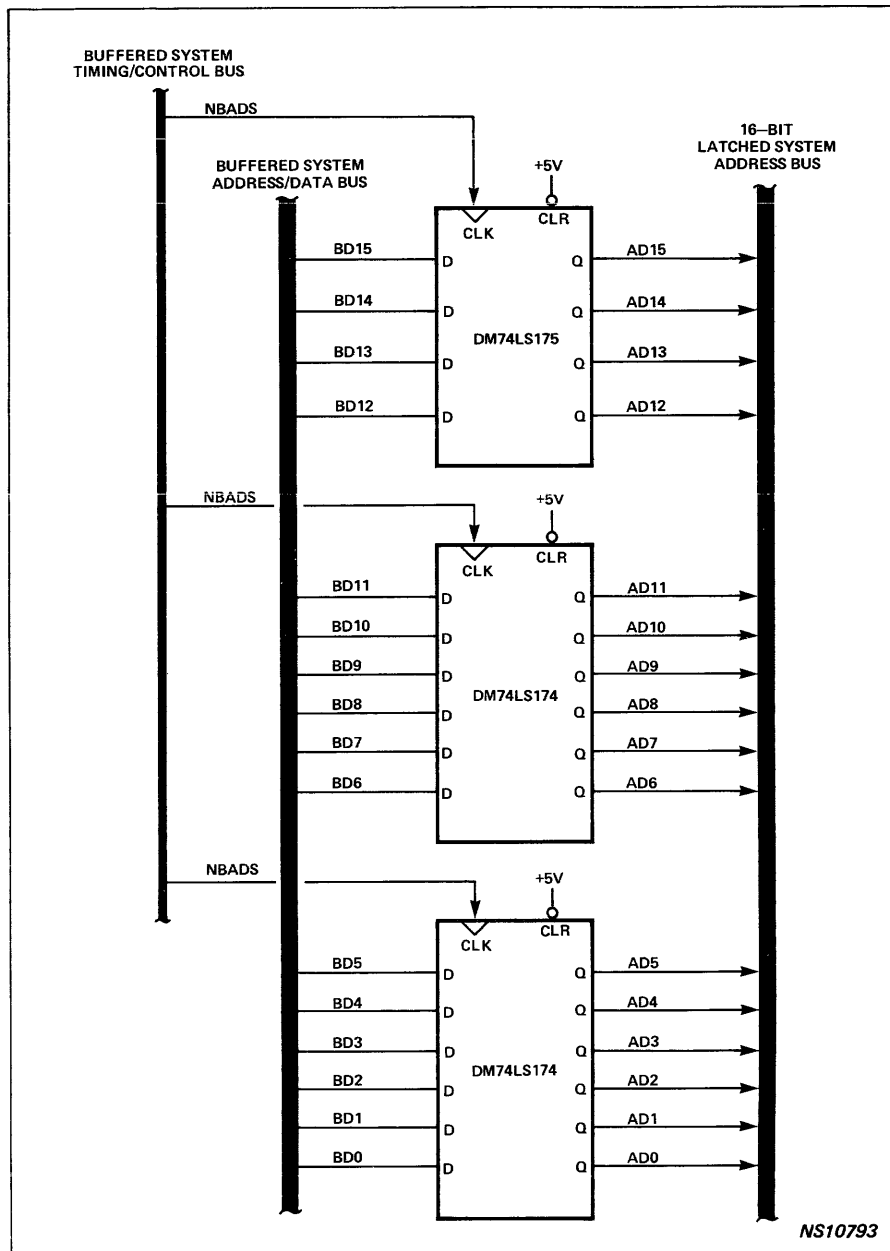 BUFFERED SYSTEM
TIMING/CONTROL BUS
NBADS
16-BIT
LATCHED SYSTEM
ADDRESS BUS
BUFFERED SYSTEM
ADDRESS/DATA BUS
+5V
CLK
CLR
BD15 D Q AD15
BD14 D Q AD14
DM74LS175
BD13 D Q AD13
BD12 D Q AD12
NBADS
+5V
CLK
CLR
BD11 D Q AD11
BD10 D Q AD10
BD9 D Q AD9
DM74LS174
BD8 D Q AD8
BD7 D Q AD7
BD6 D Q AD6
NBADS
+5V
CLK
CLR
BD5 D Q AD5
BD4 D Q AD4
BD3 D Q AD3
DM74LS174
BD2 D Q AD2
BD1 D Q AD1
BD0 D Q AD0
NS10793